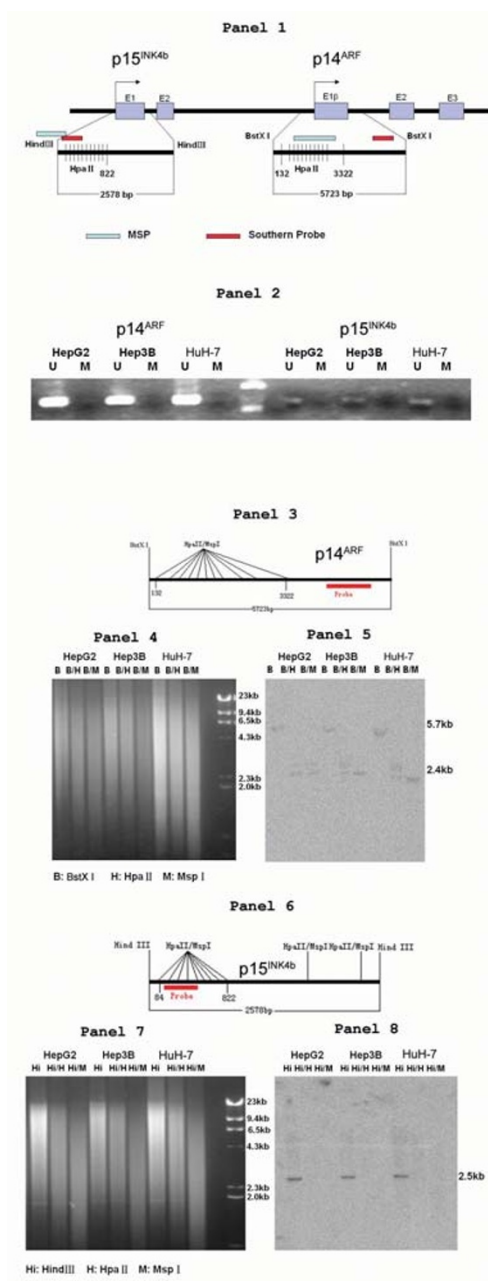 Panel 1
p15INK4b p14ARF
E1 E2 E1β E2 E3
HindIII HindIII BstX I BstX I
Hpa II 822 132 Hpa II 3322
2578 bp 5723 bp
MSP Southern Probe
Panel 2
p14ARF p15INK4b
HepG2 Hep3B HuH-7 HepG2 Hep3B HuH-7
U M U M U M U M U M U M
Panel 3
BstX I HpaII/MspI p14ARF BstX I
132 3322 Probe
5723bp
Panel 4 Panel 5
HepG2 Hep3B HuH-7 HepG2 Hep3B HuH-7
B B/H B/M B B/H B/M B B/H B/M B B/H B/M B B/H B/M B B/H B/M
23kb
9.4kb 5.7kb
6.5kb
4.3kb
2.3kb 2.4kb
2.0kb
B: BstX I H: Hpa II M: Msp I
Panel 6
Hind III HpaII/MspI HpaII/MspI HpaII/MspI Hind III
p15INK4b
84 Probe 822
2578bp
Panel 7 Panel 8
HepG2 Hep3B HuH-7 HepG2 Hep3B HuH-7
Hi Hi/H Hi/M Hi Hi/H Hi/M Hi Hi/H Hi/M Hi Hi/H Hi/M Hi Hi/H Hi/M Hi Hi/H Hi/M
23kb
9.4kb
6.5kb
4.3kb
2.3kb 2.5kb
2.0kb
Hi: HindIII H: Hpa II M: Msp I